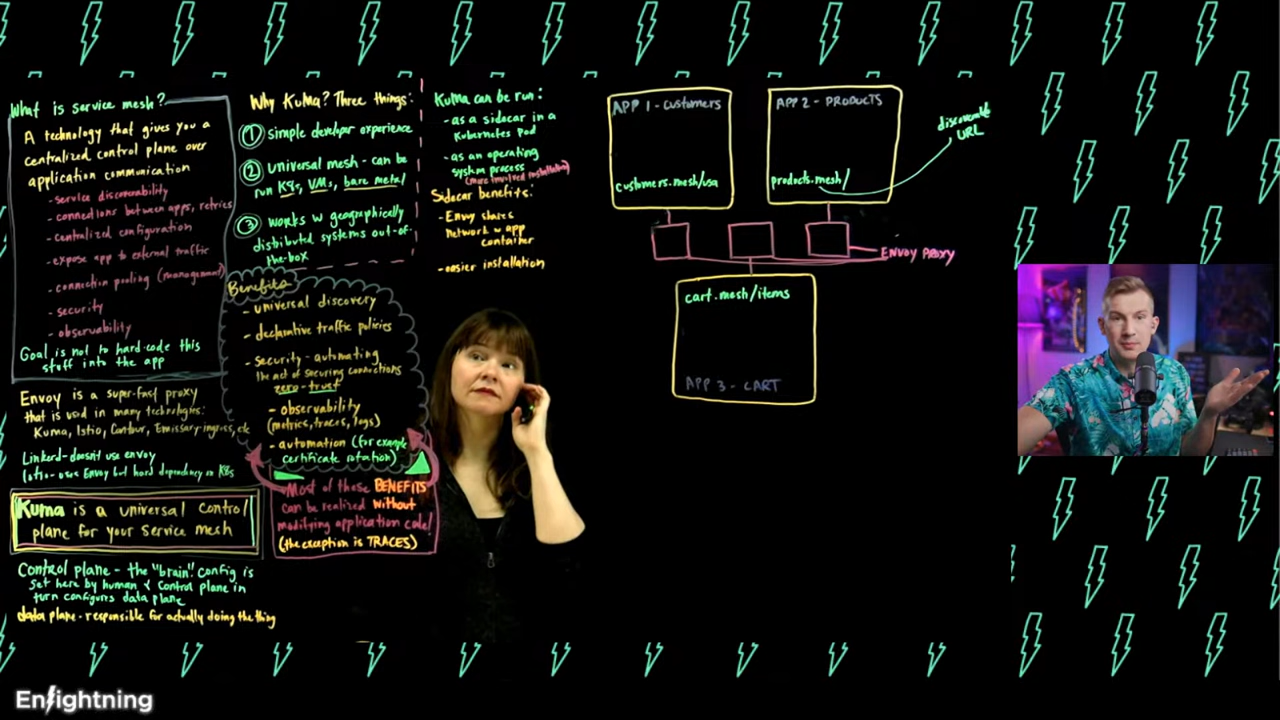 What is service mesh?
A technology that gives you a
centralized control plane over
application communication
- service discoverability
- connections between apps, retries
- centralized configuration
- expose app to external traffic
- connection pooling (management)
- security
- observability
Goal is not to hard-code this
stuff into the app
Envoy is a super-fast proxy
that is used in many technologies:
Kuma, Istio, Contour, Emissary-ingress, etc
Linkerd - doesn't use envoy
Istio - uses Envoy but hard dependency on K8s
Kuma is a universal control
plane for your service mesh
Control plane - the "brain". config is
set here by human & control plane in
turn configures data plane
data plane - responsible for actually doing the thing
Why Kuma? Three things:
1 simple developer experience
2 universal mesh - can be
run K8s, VMs, bare metal
3 works w geographically
distributed systems out-of-
the-box
Benefits
- universal discovery
- declarative traffic policies
- security - automating
the act of securing connections
zero-trust
- observability
(metrics, traces, logs)
- automation (for example
certificate rotation)
Most of these BENEFITS
can be realized without
modifying application code!
(the exception is TRACES)
Kuma can be run:
- as a sidecar in a
Kubernetes Pod
- as an operating
system process
(more involved installation)
Sidecar benefits:
- Envoy shares
Network w app
container
- easier installation
APP 1 - CUSTOMERS
customers.mesh/usa
APP 2 - PRODUCTS
products.mesh/
discoverable
URL
ENVOY PROXY
cart.mesh/items
APP 3 - CART
Enlightning